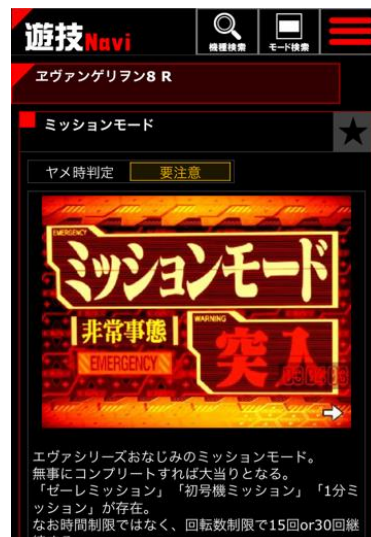 遊技Navi
機種検索
モード検索
ヱヴァンゲリヲン8 R
ミッションモード
ヤメ時判定
要注意
EMERGENCY
ミッションモード
非常事態
EMERGENCY
WARNING
突入
エヴァシリーズおなじみのミッションモード。
無事にコンプリートすれば大当りとなる。
「ゼーレミッション」「初号機ミッション」「1分ミ
ッション」が存在。
なお時間制限ではなく、回転数制限で15回or30回継